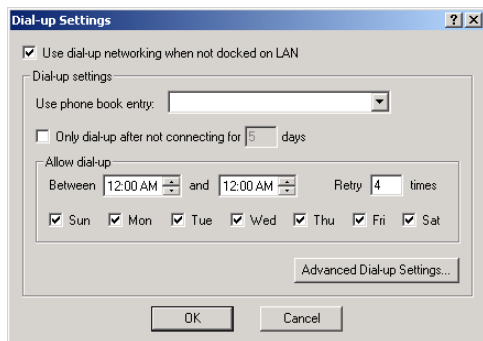 Dial-up Settings
Use dial-up networking when not docked on LAN
Dial-up settings
Use phone book entry:
Only dial-up after not connecting for 5 days
Allow dial-up
Between 12:00 AM and 12:00 AM Retry 4 times
Sun Mon Tue Wed Thu Fri Sat
Advanced Dial-up Settings...
OK Cancel